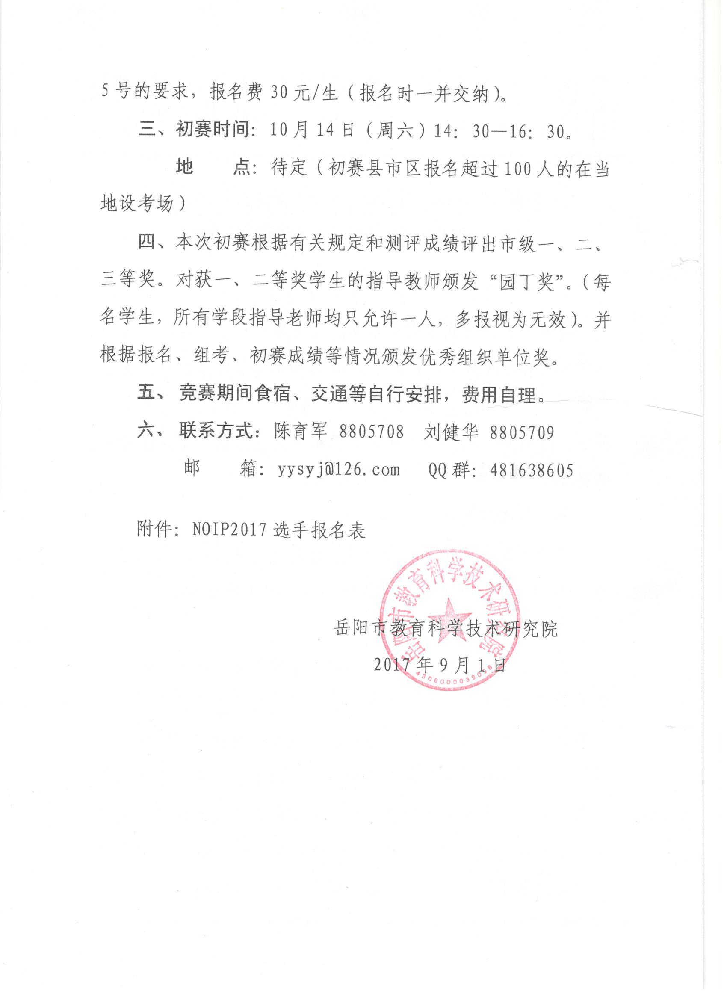 5号的要求，报名费30元/生（报名时一并交纳）。
三、初赛时间：10月14日（周六）14：30—16：30。
地　　点：待定（初赛县市区报名超过100人的在当
地设考场）
四、本次初赛根据有关规定和测评成绩评出市级一、二、
三等奖。对获一、二等奖学生的指导教师颁发“园丁奖”。（每
名学生，所有学段指导老师均只允许一人，多报视为无效）。并
根据报名、组考、初赛成绩等情况颁发优秀组织单位奖。
五、 竞赛期间食宿、交通等自行安排，费用自理。
六、 联系方式：陈育军 8805708　刘健华 8805709
邮　　箱：yysyj@126.com　QQ群：481638605
附件：NOIP2017选手报名表
岳阳市教育科学技术研究院
2017年9月1日
岳阳市教育科学技术研究院
4306000039058